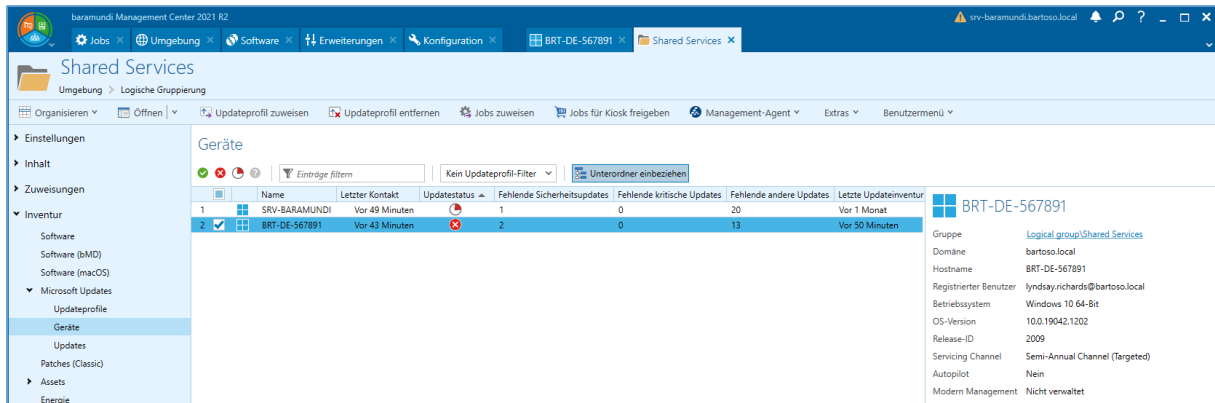 baramundi Management Center 2021 R2
srv-baramundi.bartoso.local
Jobs
Umgebung
Software
Erweiterungen
Konfiguration
BRT-DE-567891
Shared Services
Shared Services
Umgebung > Logische Gruppierung
Organisieren
Öffnen
Updateprofil zuweisen
Updateprofil entfernen
Jobs zuweisen
Jobs für Kiosk freigeben
Management-Agent
Extras
Benutzermenü
Einstellungen
Inhalt
Zuweisungen
Inventur
Software
Software (bMD)
Software (macOS)
Microsoft Updates
Updateprofile
Geräte
Updates
Patches (Classic)
Assets
Energie
Geräte
Einträge filtern
Kein Updateprofil-Filter
Unterordner einbeziehen
Name Letzter Kontakt Updatestatus Fehlende Sicherheitsupdates Fehlende kritische Updates Fehlende andere Updates Letzte Updateinventur
1 SRV-BARAMUNDI Vor 49 Minuten 1 0 20 Vor 1 Monat
2 BRT-DE-567891 Vor 43 Minuten 2 0 13 Vor 50 Minuten
BRT-DE-567891
Gruppe Logical group\Shared Services
Domäne bartoso.local
Hostname BRT-DE-567891
Registrierter Benutzer lyndsay.richards@bartoso.local
Betriebssystem Windows 10 64-Bit
OS-Version 10.0.19042.1202
Release-ID 2009
Servicing Channel Semi-Annual Channel (Targeted)
Autopilot Nein
Modern Management Nicht verwaltet